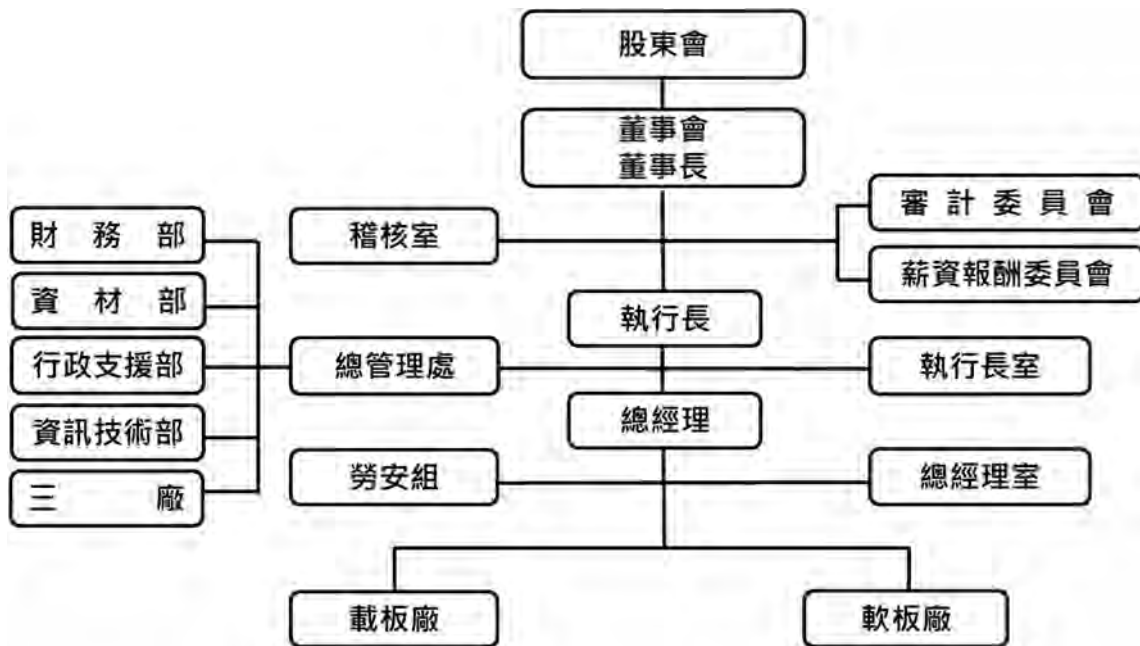 股東會
董事會
董事長
審計委員會
財務部
稽核室
薪資報酬委員會
資材部
執行長
行政支援部
總管理處
執行長室
總經理
資訊技術部
勞安組
總經理室
三廠
載板廠
軟板廠